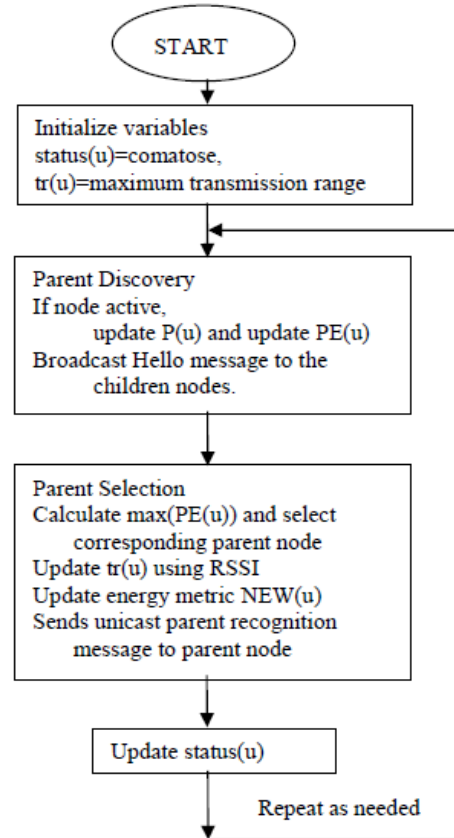 START
Initialize variables
status(u)=comatose,
tr(u)=maximum transmission range
Parent Discovery
If node active,
update P(u) and update PE(u)
Broadcast Hello message to the
children nodes.
Parent Selection
Calculate max(PE(u)) and select
corresponding parent node
Update tr(u) using RSSI
Update energy metric NEW(u)
Sends unicast parent recognition
message to parent node
Update status(u)
Repeat as needed